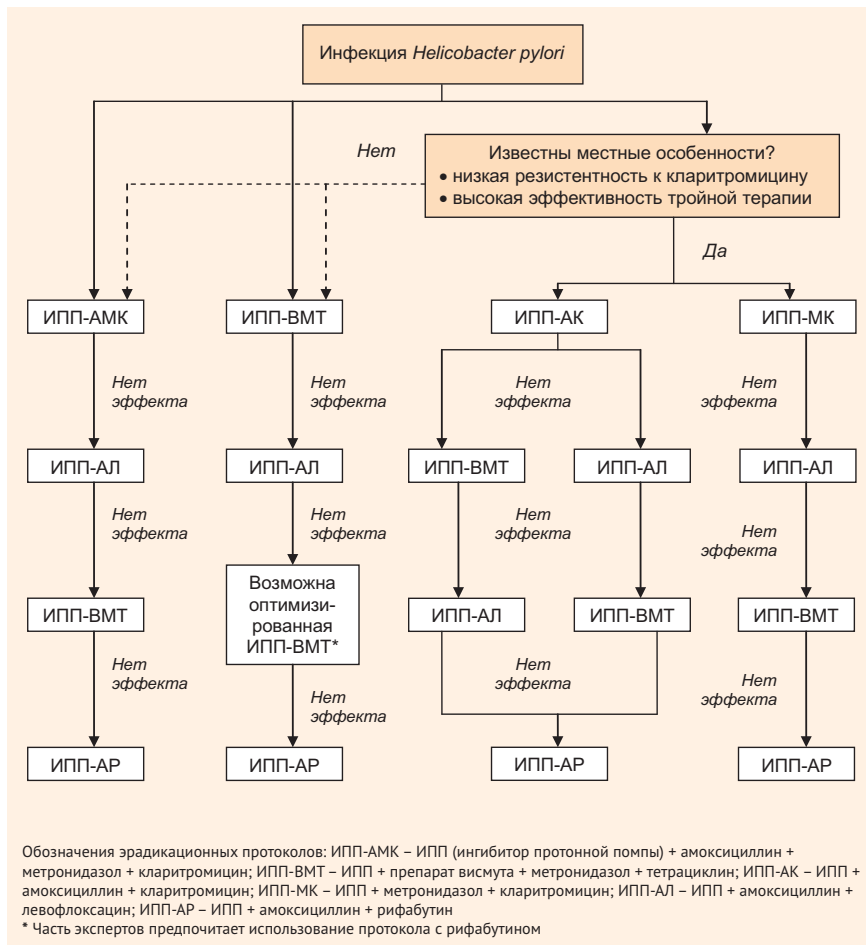 Инфекция Helicobacter pylori
Нет
Известны местные особенности?
• низкая резистентность к кларитромицину
• высокая эффективность тройной терапии
Да
ИПП-АМК
ИПП-ВМТ
ИПП-АК
ИПП-МК
Нет
эффекта
Нет
эффекта
Нет
эффекта
Нет
эффекта
ИПП-АЛ
ИПП-АЛ
ИПП-ВМТ
ИПП-АЛ
ИПП-АЛ
Нет
эффекта
Нет
эффекта
Нет
эффекта
Нет
эффекта
ИПП-ВМТ
Возможна
оптимизи-
рованная
ИПП-ВМТ*
ИПП-АЛ
ИПП-ВМТ
ИПП-ВМТ
Нет
эффекта
Нет
эффекта
Нет
эффекта
Нет
эффекта
ИПП-АР
ИПП-АР
ИПП-АР
ИПП-АР
Обозначения эрадикационных протоколов: ИПП-АМК – ИПП (ингибитор протонной помпы) + амоксициллин +
метронидазол + кларитромицин; ИПП-ВМТ – ИПП + препарат висмута + метронидазол + тетрациклин; ИПП-АК – ИПП +
амоксициллин + кларитромицин; ИПП-МК – ИПП + метронидазол + кларитромицин; ИПП-АЛ – ИПП + амоксициллин +
левофлоксацин; ИПП-АР – ИПП + амоксициллин + рифабутин
* Часть экспертов предпочитает использование протокола с рифабутином